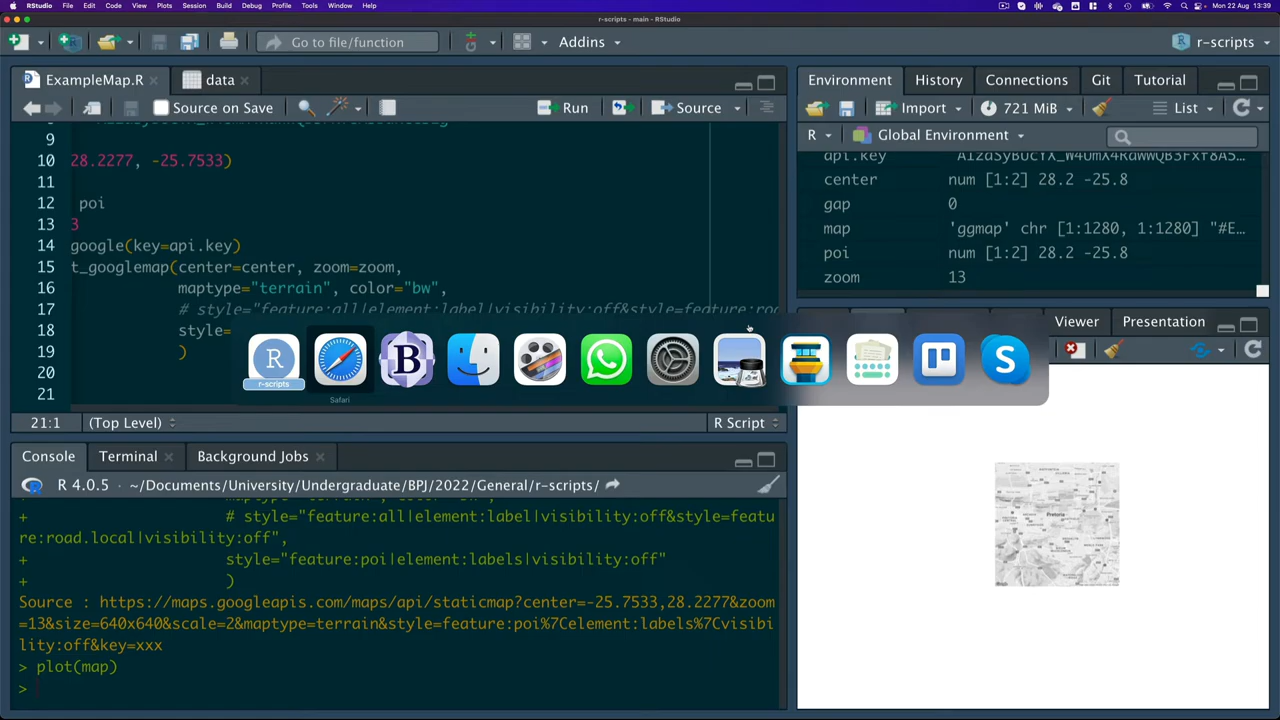 RStudio File Edit Code View Plots Session Build Debug Profile Tools Window Help Mon 22 Aug 13:39
r-scripts - main - RStudio
Go to file/function Addins r-scripts
ExampleMap.R data
Source on Save Run Source
9
10 28.2277, -25.7533)
11
12 poi
13 3
14 google(key=api.key)
15 t_googlemap(center=center, zoom=zoom,
16 maptype="terrain", color="bw",
17 # style="feature:all|element:label|visibility:off&style=feature:roa
18 style=
19 )
20
21
21:1 (Top Level) R Script
Environment History Connections Git Tutorial
Import 721 MiB List
R Global Environment
center num [1:2] 28.2 -25.8
gap 0
map 'ggmap' chr [1:1280, 1:1280] "#E…
poi num [1:2] 28.2 -25.8
zoom 13
Viewer Presentation
r-scripts
Safari
Pretoria
Console Terminal Background Jobs
R 4.0.5 · ~/Documents/University/Undergraduate/BPJ/2022/General/r-scripts/
+ # style="feature:all|element:label|visibility:off&style=featu
re:road.local|visibility:off",
+ style="feature:poi|element:labels|visibility:off"
+ )
Source : https://maps.googleapis.com/maps/api/staticmap?center=-25.7533,28.2277&zoom
=13&size=640x640&scale=2&maptype=terrain&style=feature:poi%7Celement:labels%7Cvisibi
lity:off&key=xxx
> plot(map)
>